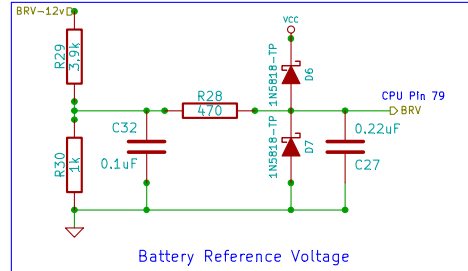 BRV-12v
VCC
R29
3.9k
1N5818-TP
D6
R28
470
CPU Pin 79
BRV
C32
0.1uF
R30
1k
1N5818-TP
D7
0.22uF
C27
Battery Reference Voltage